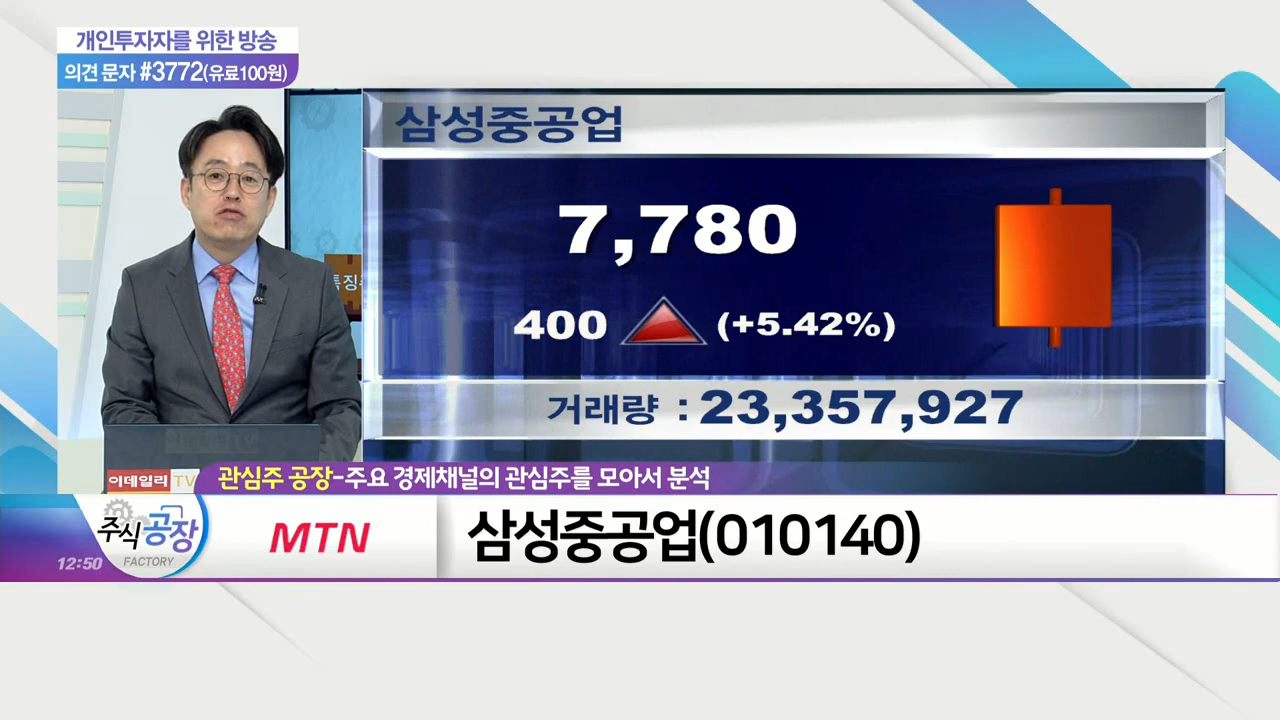 개인투자자를 위한 방송
의견 문자 #3772(유료100원)
삼성중공업
7,780
400 (+5.42%)
거래량 : 23,357,927
특징
이데일리 TV
관심주 공장-주요 경제채널의 관심주를 모아서 분석
주식공장
FACTORY
12:50
MTN
삼성중공업(010140)